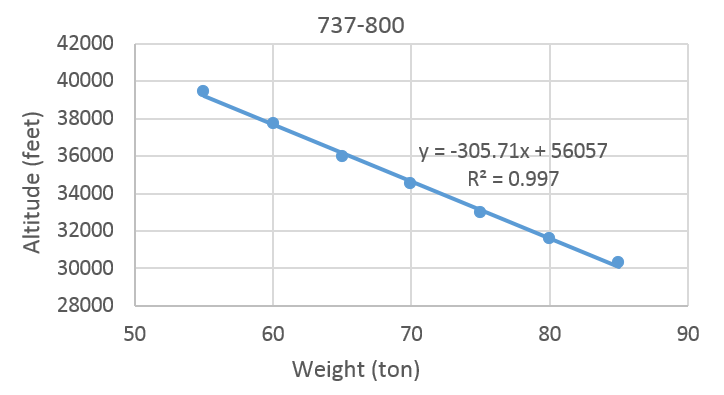 737-800
42000
40000
38000
36000
34000
32000
30000
28000
y = -305.71x + 56057
R² = 0.997
50 60 70 80 90
Altitude (feet)
Weight (ton)